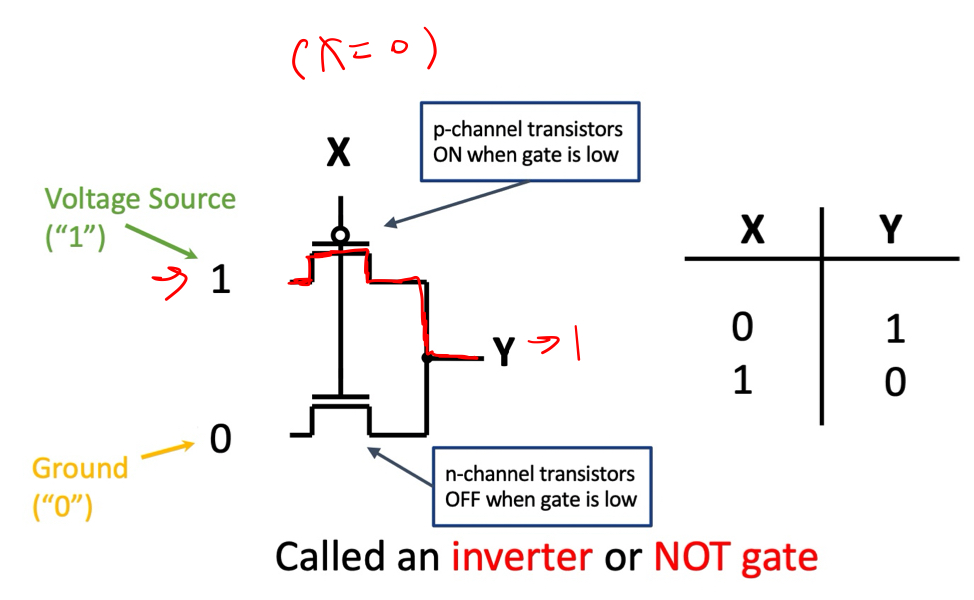 (X = 0)
p-channel transistors
ON when gate is low
X
Voltage Source
("1")
→ 1
X Y
0 1
1 0
Y → 1
0
Ground
("0")
n-channel transistors
OFF when gate is low
Called an inverter or NOT gate